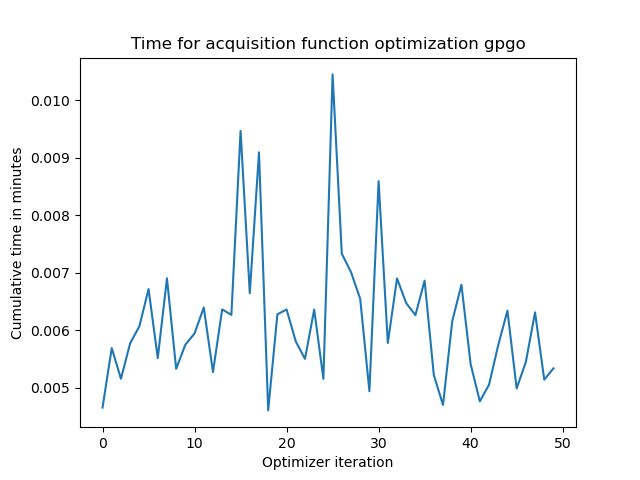 Time for acquisition function optimization gpgo
Cumulative time in minutes
0.010
0.009
0.008
0.007
0.006
0.005
0 10 20 30 40 50
Optimizer iteration